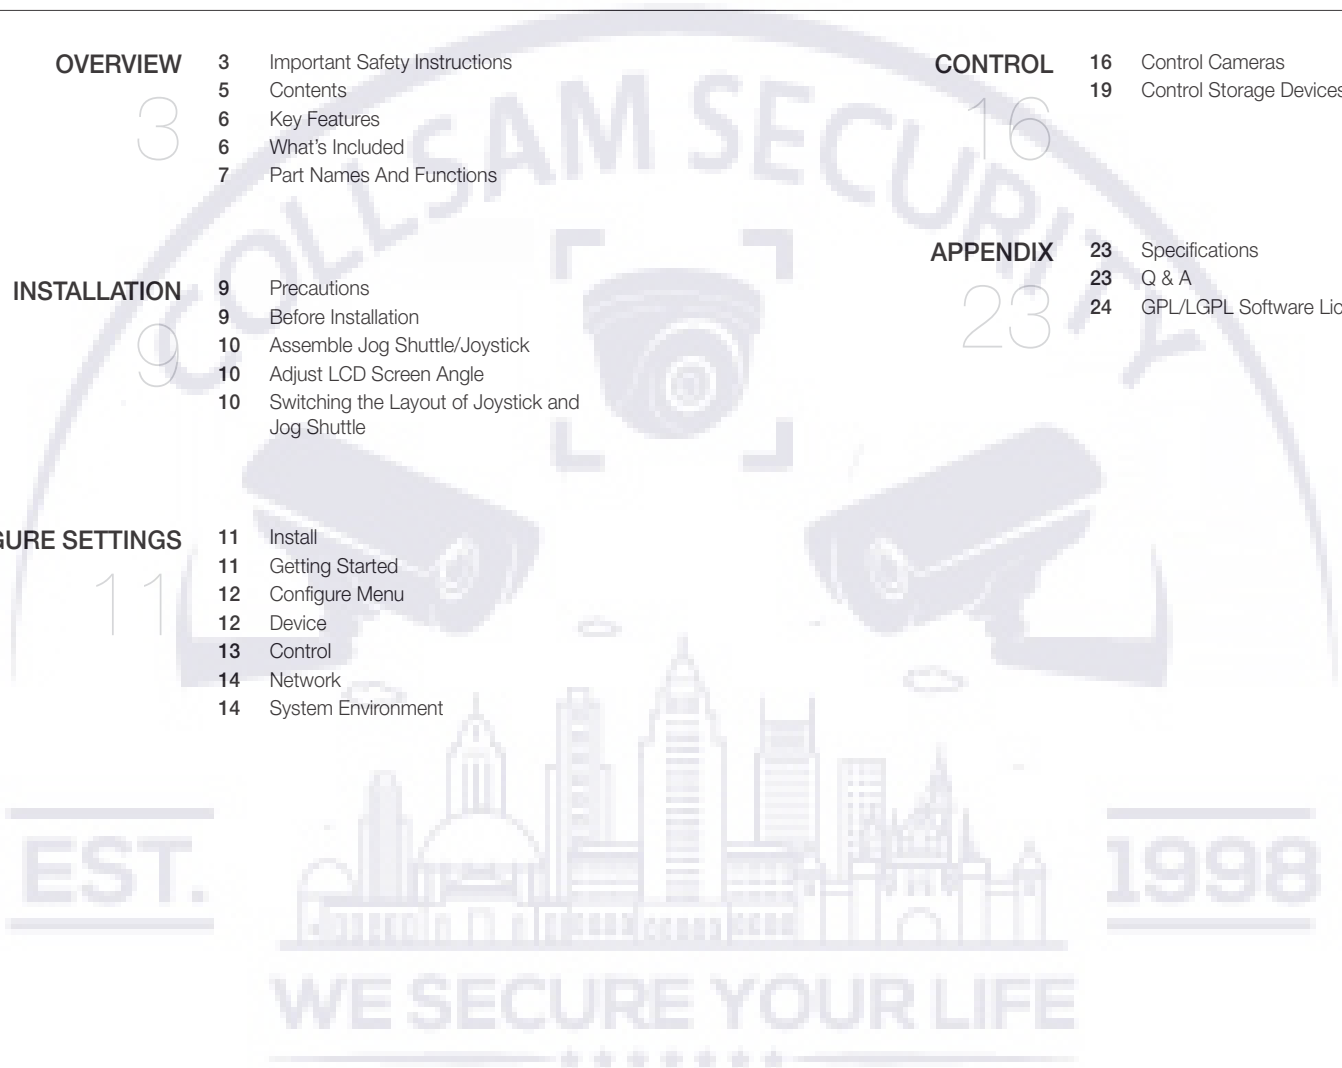 OVERVIEW
3
3 Important Safety Instructions
5 Contents
6 Key Features
6 What's Included
7 Part Names And Functions
INSTALLATION
9
9 Precautions
9 Before Installation
10 Assemble Jog Shuttle/Joystick
10 Adjust LCD Screen Angle
10 Switching the Layout of Joystick and
Jog Shuttle
GURE SETTINGS
11
11 Install
11 Getting Started
12 Configure Menu
12 Device
13 Control
14 Network
14 System Environment
CONTROL
16
16 Control Cameras
19 Control Storage Devices
APPENDIX
23
23 Specifications
23 Q & A
24 GPL/LGPL Software Lic
COLLSAM SECURITY
EST.
1998
WE SECURE YOUR LIFE